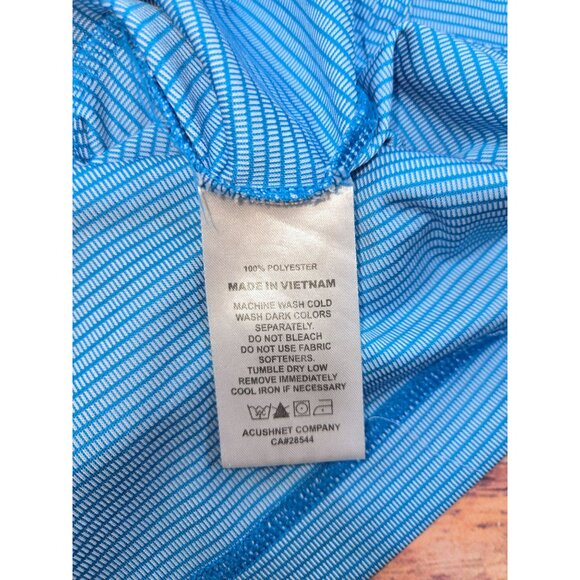 100% POLYESTER
MADE IN VIETNAM
MACHINE WASH COLD
WASH DARK COLORS
SEPARATELY.
DO NOT BLEACH
DO NOT USE FABRIC
SOFTENERS.
TUMBLE DRY LOW
REMOVE IMMEDIATELY
COOL IRON IF NECESSARY
ACUSHNET COMPANY
CA#28544